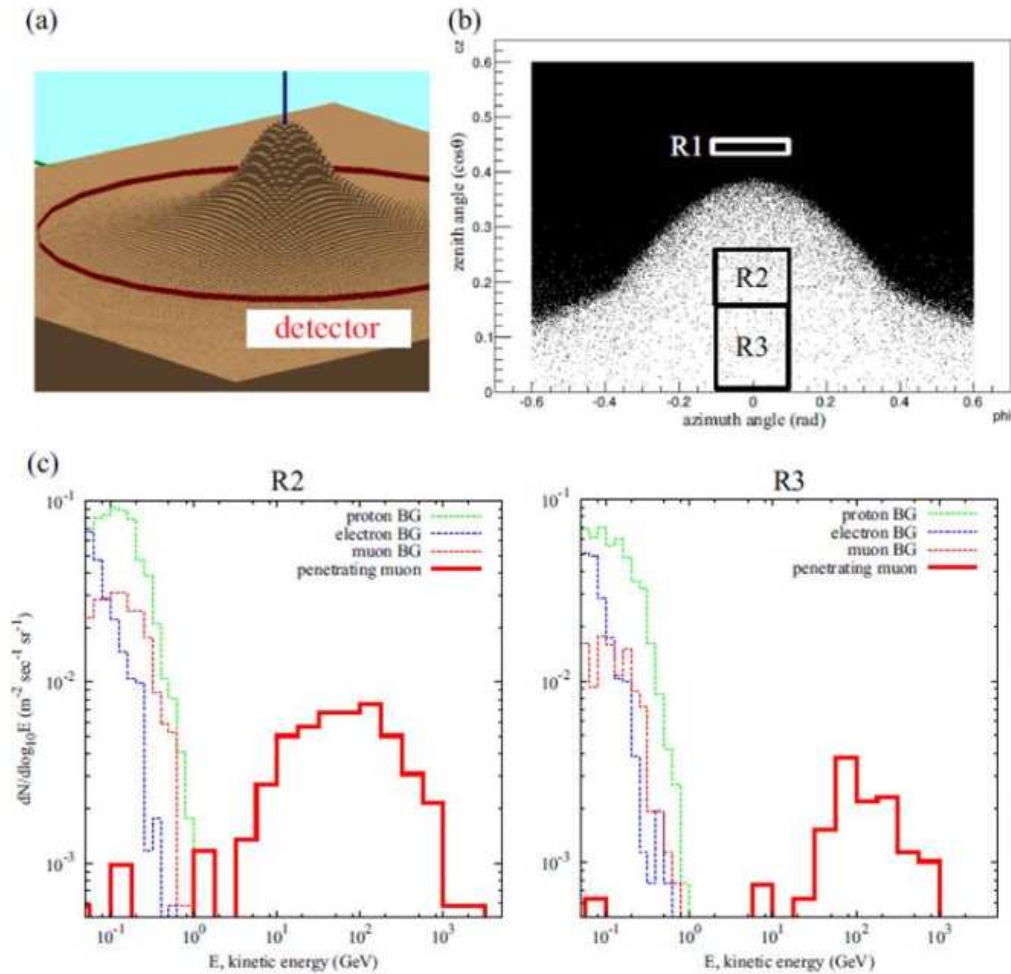 (a)
detector
(b)
cz
zenith angle (cosθ)
0.6
0.5
0.4
0.3
0.2
0.1
0
R1
R2
R3
-0.6
-0.4
-0.2
0
0.2
0.4
0.6
phi
azimuth angle (rad)
(c)
R2
dN/dlog₁₀E (m⁻² sec⁻¹ sr⁻¹)
10⁻¹
10⁻²
10⁻³
proton BG
electron BG
muon BG
penetrating muon
10⁻¹
10⁰
10¹
10²
10³
E, kinetic energy (GeV)
R3
10⁻¹
10⁻²
10⁻³
proton BG
electron BG
muon BG
penetrating muon
10⁻¹
10⁰
10¹
10²
10³
E, kinetic energy (GeV)